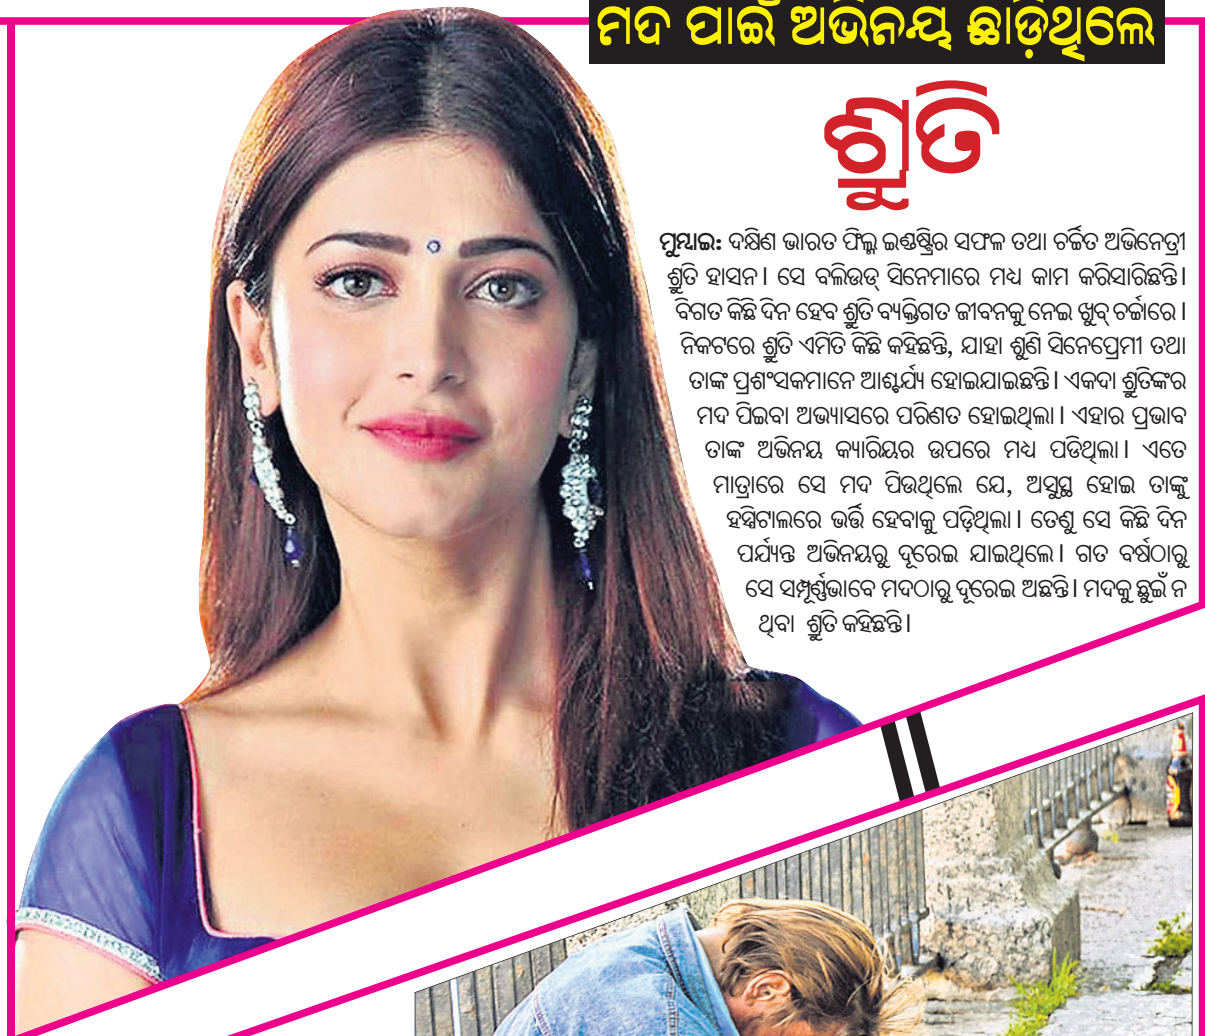 ମଦ ପାଇଁ ଅଭିନୟ ଛାଡ଼ିଥିଲେ
ଶ୍ରୁତି
ମୁମ୍ବାଇ: ଦକ୍ଷିଣ ଭାରତ ଫିଲ୍ମ ଇଣ୍ଡଷ୍ଟ୍ରିର ସଫଳ ତଥା ଚର୍ଚ୍ଚିତ ଅଭିନେତ୍ରୀ
ଶ୍ରୁତି ହାସନ। ସେ ବଲିଉଡ୍ ସିନେମାରେ ମଧ୍ୟ କାମ କରିସାରିଛନ୍ତି।
ବିଗତ କିଛି ଦିନ ହେବ ଶ୍ରୁତି ବ୍ୟକ୍ତିଗତ ଜୀବନକୁ ନେଇ ଖୁବ୍ ଚର୍ଚ୍ଚାରେ।
ନିକଟରେ ଶ୍ରୁତି ଏମିତି କିଛି କହିଛନ୍ତି, ଯାହା ଶୁଣି ସିନେପ୍ରେମୀ ତଥା
ତାଙ୍କ ପ୍ରଶଂସକମାନେ ଆଶ୍ଚର୍ଯ୍ୟ ହୋଇଯାଇଛନ୍ତି। ଏକଦା ଶ୍ରୁତିଙ୍କର
ମଦ ପିଇବା ଅଭ୍ୟାସରେ ପରିଣତ ହୋଇଥିଲା। ଏହାର ପ୍ରଭାବ
ତାଙ୍କ ଅଭିନୟ କ୍ୟାରିୟର ଉପରେ ମଧ୍ୟ ପଡିଥିଲା। ଏତେ
ମାତ୍ରାରେ ସେ ମଦ ପିଉଥିଲେ ଯେ, ଅସୁସ୍ଥ ହୋଇ ତାଙ୍କୁ
ହସ୍ପିଟାଲରେ ଭର୍ତ୍ତି ହେବାକୁ ପଡ଼ିଥିଲା। ତେଣୁ ସେ କିଛି ଦିନ
ପର୍ଯ୍ୟନ୍ତ ଅଭିନୟରୁ ଦୂରେଇ ଯାଇଥିଲେ। ଗତ ବର୍ଷଠାରୁ
ସେ ସମ୍ପୂର୍ଣ୍ଣଭାବେ ମଦଠାରୁ ଦୂରେଇ ଅଛନ୍ତି। ମଦକୁ ଛୁଇଁ ନ
ଥିବା ଶ୍ରୁତି କହିଛନ୍ତି।